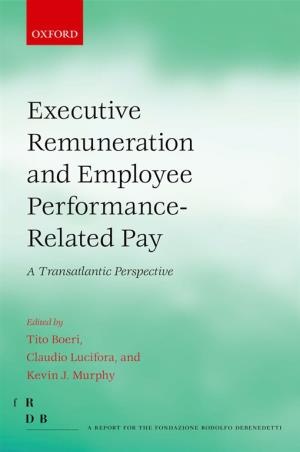 OXFORD
Executive
Remuneration
and Employee
Performance-
Related Pay
A Transatlantic Perspective
Edited by
Tito Boeri,
Claudio Lucifora, and
Kevin J. Murphy
f R
D B
A REPORT FOR THE FONDAZIONE RODOLFO DEBENEDETTI